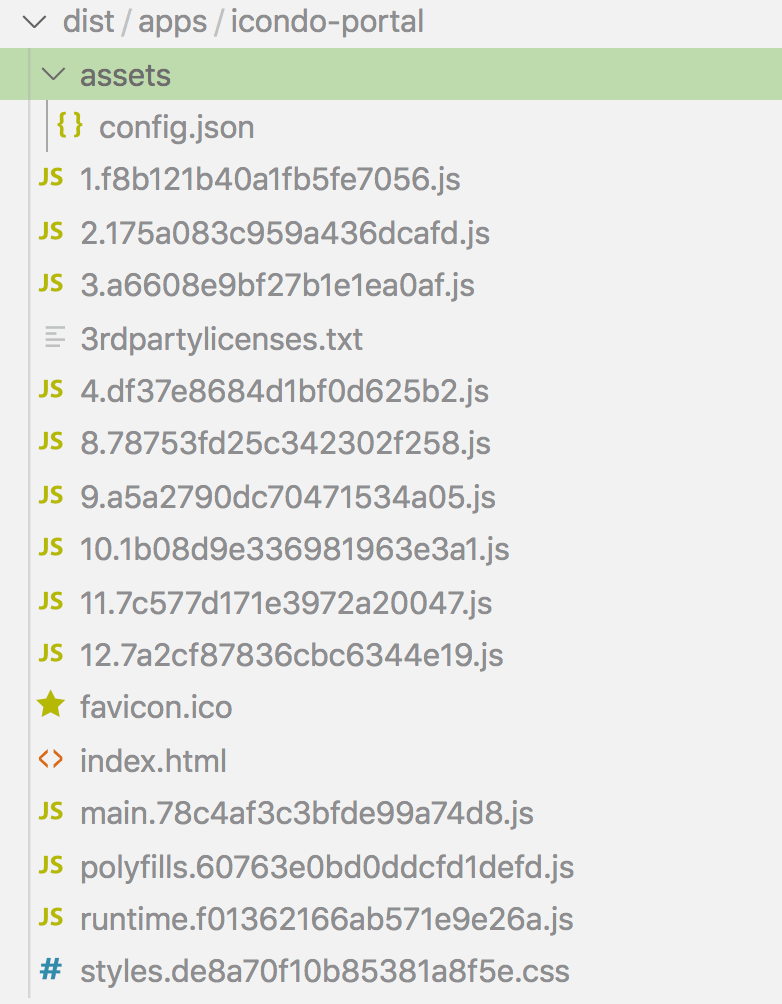 dist / apps / icondo-portal
assets
{} config.json
JS 1.f8b121b40a1fb5fe7056.js
JS 2.175a083c959a436dcafd.js
JS 3.a6608e9bf27b1e1ea0af.js
3rdpartylicenses.txt
JS 4.df37e8684d1bf0d625b2.js
JS 8.78753fd25c342302f258.js
JS 9.a5a2790dc70471534a05.js
JS 10.1b08d9e336981963e3a1.js
JS 11.7c577d171e3972a20047.js
JS 12.7a2cf87836cbc6344e19.js
favicon.ico
<> index.html
JS main.78c4af3c3bfde99a74d8.js
JS polyfills.60763e0bd0ddcfd1defd.js
JS runtime.f01362166ab571e9e26a.js
# styles.de8a70f10b85381a8f5e.css